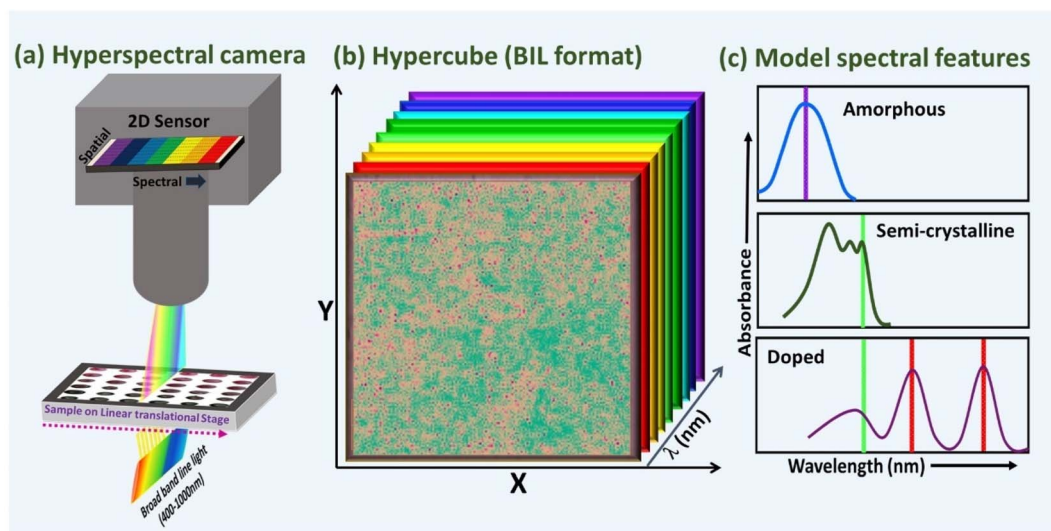 (a) Hyperspectral camera
2D Sensor
Spatial
Spectral
Sample on Linear translational Stage
Broad band line light
(400-1000nm)
(b) Hypercube (BIL format)
Y
X
λ (nm)
(c) Model spectral features
Absorbance
Amorphous
Semi-crystalline
Doped
Wavelength (nm)